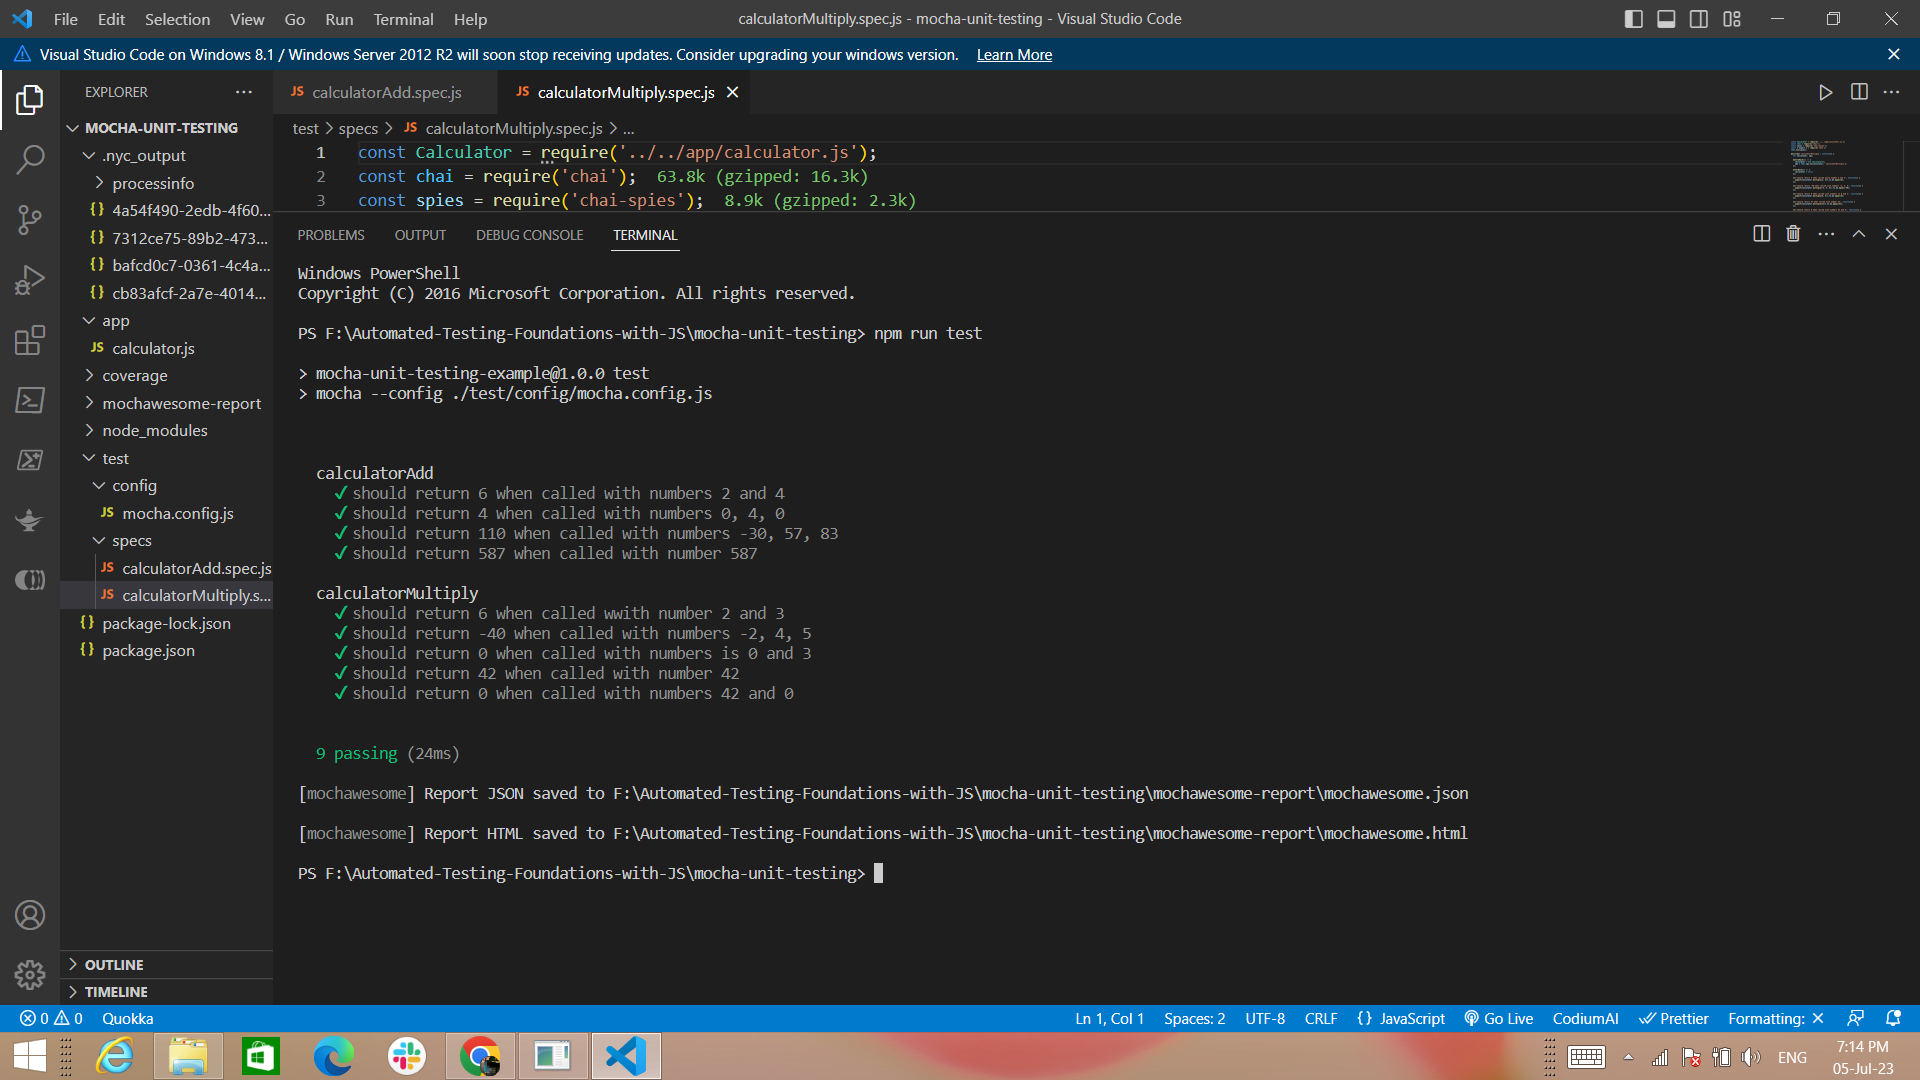 File Edit Selection View Go Run Terminal Help
calculatorMultiply.spec.js - mocha-unit-testing - Visual Studio Code
Visual Studio Code on Windows 8.1 / Windows Server 2012 R2 will soon stop receiving updates. Consider upgrading your windows version. Learn More
EXPLORER
MOCHA-UNIT-TESTING
.nyc_output
processinfo
{} 4a54f490-2edb-4f60...
{} 7312ce75-89b2-473...
{} bafcd0c7-0361-4c4a...
{} cb83afcf-2a7e-4014...
app
JS calculator.js
coverage
mochawesome-report
node_modules
test
config
JS mocha.config.js
specs
JS calculatorAdd.spec.js
JS calculatorMultiply.s...
{} package-lock.json
{} package.json
OUTLINE
TIMELINE
JS calculatorAdd.spec.js
JS calculatorMultiply.spec.js
test > specs > JS calculatorMultiply.spec.js > ...
1 const Calculator = require('../../app/calculator.js');
2 const chai = require('chai'); 63.8k (gzipped: 16.3k)
3 const spies = require('chai-spies'); 8.9k (gzipped: 2.3k)
PROBLEMS OUTPUT DEBUG CONSOLE TERMINAL
Windows PowerShell
Copyright (C) 2016 Microsoft Corporation. All rights reserved.
PS F:\Automated-Testing-Foundations-with-JS\mocha-unit-testing> npm run test
> mocha-unit-testing-example@1.0.0 test
> mocha --config ./test/config/mocha.config.js
calculatorAdd
✓ should return 6 when called with numbers 2 and 4
✓ should return 4 when called with numbers 0, 4, 0
✓ should return 110 when called with numbers -30, 57, 83
✓ should return 587 when called with number 587
calculatorMultiply
✓ should return 6 when called wwith number 2 and 3
✓ should return -40 when called with numbers -2, 4, 5
✓ should return 0 when called with numbers is 0 and 3
✓ should return 42 when called with number 42
✓ should return 0 when called with numbers 42 and 0
9 passing (24ms)
[mochawesome] Report JSON saved to F:\Automated-Testing-Foundations-with-JS\mocha-unit-testing\mochawesome-report\mochawesome.json
[mochawesome] Report HTML saved to F:\Automated-Testing-Foundations-with-JS\mocha-unit-testing\mochawesome-report\mochawesome.html
PS F:\Automated-Testing-Foundations-with-JS\mocha-unit-testing>
0 0 Quokka
Ln 1, Col 1 Spaces: 2 UTF-8 CRLF {} JavaScript Go Live CodiumAI Prettier Formatting: ✕
ENG
7:14 PM
05-Jul-23